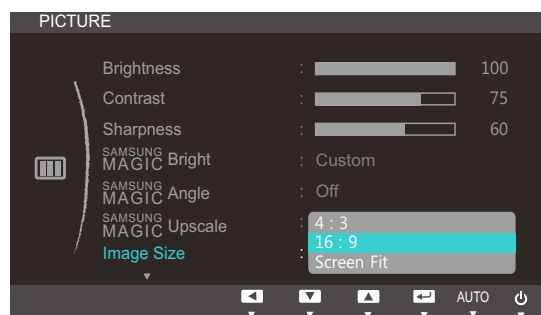 PICTURE
Brightness : 100
Contrast : 75
Sharpness : 60
SAMSUNG MAGIC Bright : Custom
SAMSUNG MAGIC Angle : Off
SAMSUNG MAGIC Upscale : 4 : 3
16 : 9
Image Size : Screen Fit
AUTO